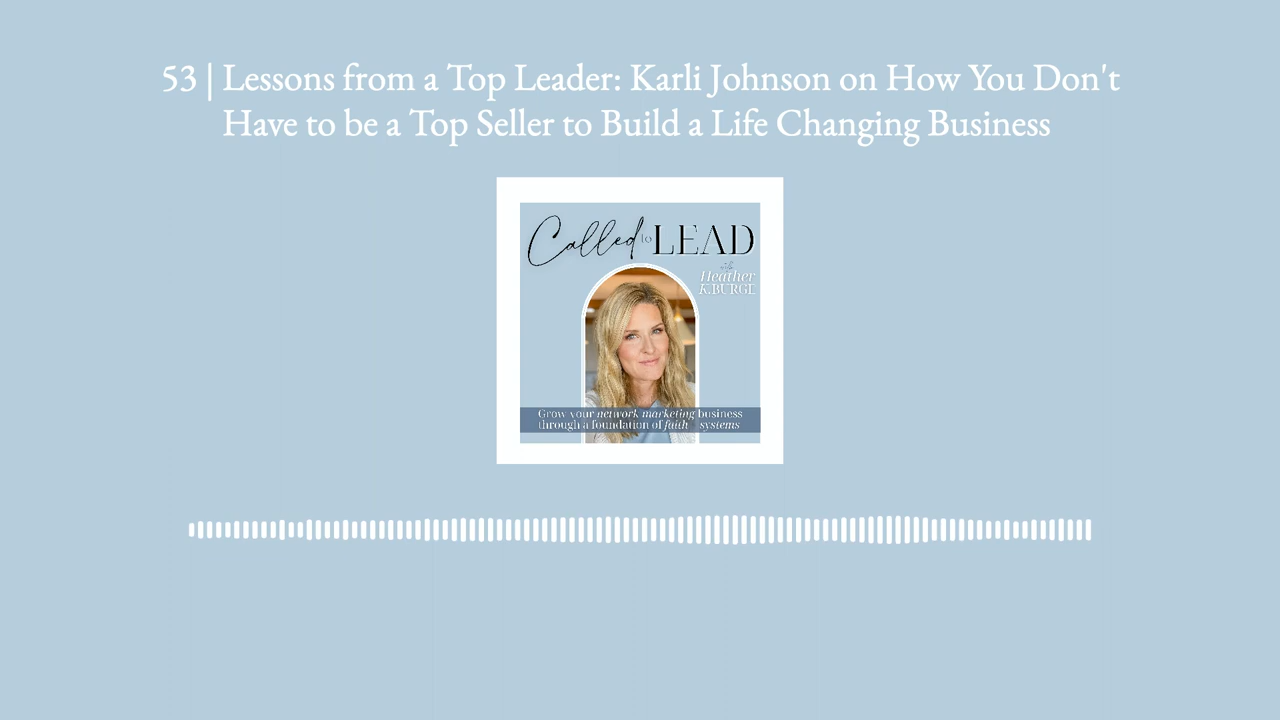 53 | Lessons from a Top Leader: Karli Johnson on How You Don't
Have to be a Top Seller to Build a Life Changing Business
Called to LEAD
with
Heather
K.BURGE
Grow your network marketing business
through a foundation of faith + systems